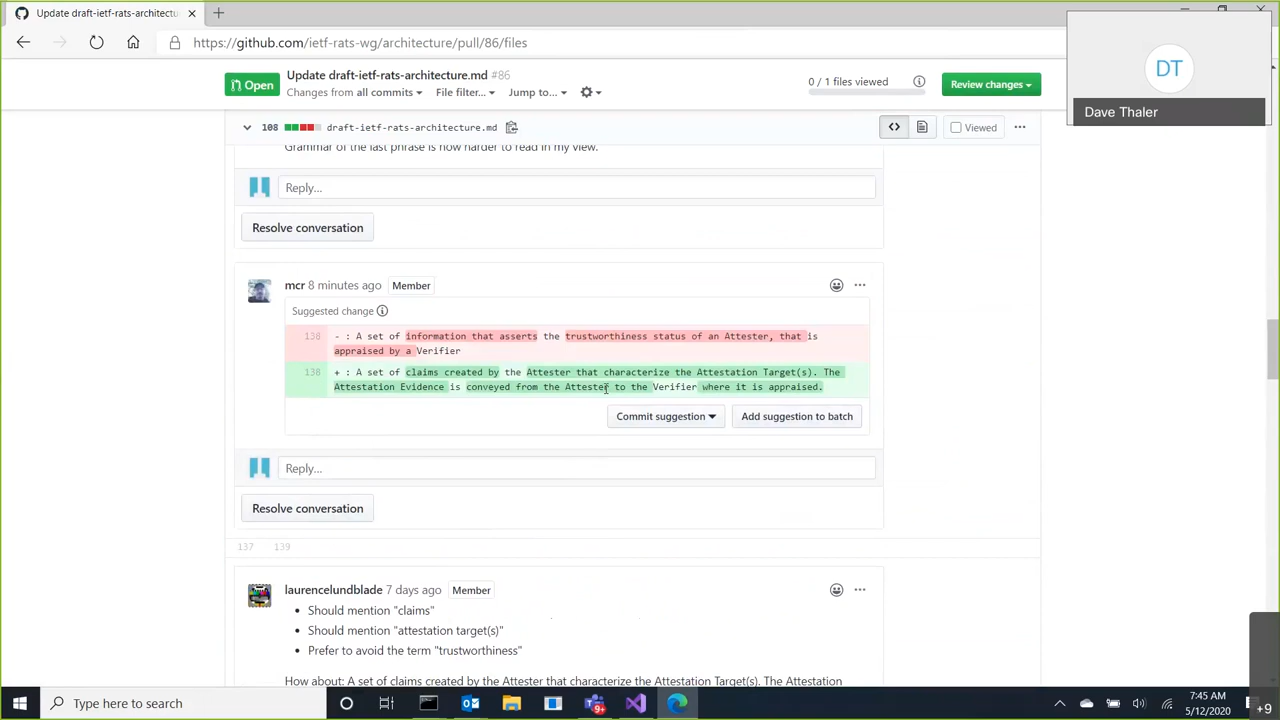 Update draft-ietf-rats-architectu
https://github.com/ietf-rats-wg/architecture/pull/86/files
DT
Dave Thaler
Open
Update draft-ietf-rats-architecture.md #86
Changes from all commits
File filter...
Jump to...
0 / 1 files viewed
Review changes
108
draft-ietf-rats-architecture.md
Viewed
Grammar of the last phrase is now harder to read in my view.
Reply...
Resolve conversation
mcr 8 minutes ago Member
Suggested change
138 - : A set of information that asserts the trustworthiness status of an Attester, that is
appraised by a Verifier
138 + : A set of claims created by the Attester that characterize the Attestation Target(s). The
Attestation Evidence is conveyed from the Attester to the Verifier where it is appraised.
Commit suggestion
Add suggestion to batch
Reply...
Resolve conversation
137 139
laurencelundblade 7 days ago Member
• Should mention "claims"
• Should mention "attestation target(s)"
• Prefer to avoid the term "trustworthiness"
How about: A set of claims created by the Attester that characterize the Attestation Target(s). The Attestation
Type here to search
7:45 AM
5/12/2020
+9